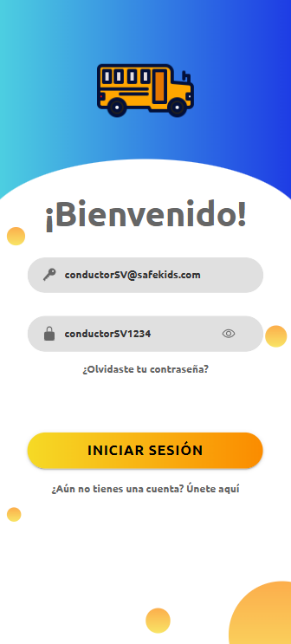 ¡Bienvenido!
conductorSV@safekids.com
conductorSV1234
¿Olvidaste tu contraseña?
INICIAR SESIÓN
¿Aún no tienes una cuenta? Únete aquí